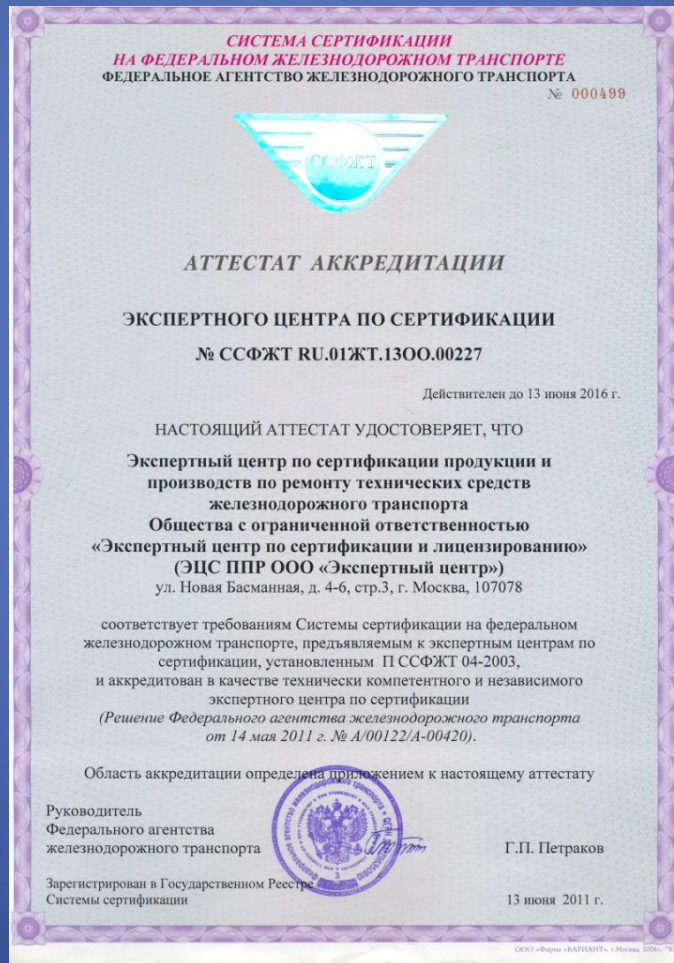 СИСТЕМА СЕРТИФИКАЦИИ
НА ФЕДЕРАЛЬНОМ ЖЕЛЕЗНОДОРОЖНОМ ТРАНСПОРТЕ
ФЕДЕРАЛЬНОЕ АГЕНТСТВО ЖЕЛЕЗНОДОРОЖНОГО ТРАНСПОРТА
№ 000499
ССФЖТ
АТТЕСТАТ АККРЕДИТАЦИИ
ЭКСПЕРТНОГО ЦЕНТРА ПО СЕРТИФИКАЦИИ
№ ССФЖТ RU.01ЖТ.13ОО.00227
Действителен до 13 июня 2016 г.
НАСТОЯЩИЙ АТТЕСТАТ УДОСТОВЕРЯЕТ, ЧТО
Экспертный центр по сертификации продукции и
производств по ремонту технических средств
железнодорожного транспорта
Общества с ограниченной ответственностью
«Экспертный центр по сертификации и лицензированию»
(ЭЦС ППР ООО «Экспертный центр»)
ул. Новая Басманная, д. 4-6, стр.3, г. Москва, 107078
соответствует требованиям Системы сертификации на федеральном
железнодорожном транспорте, предъявляемым к экспертным центрам по
сертификации, установленным П ССФЖТ 04-2003,
и аккредитован в качестве технически компетентного и независимого
экспертного центра по сертификации
(Решение Федерального агентства железнодорожного транспорта
от 14 мая 2011 г. № А/00122/А-00420).
Область аккредитации определена приложением к настоящему аттестату
Руководитель
Федерального агентства
железнодорожного транспорта
Г.П. Петраков
Зарегистрирован в Государственном Реестре
Системы сертификации
13 июня 2011 г.
ООО «Фирма «ВАРИАНТ», г.Москва,